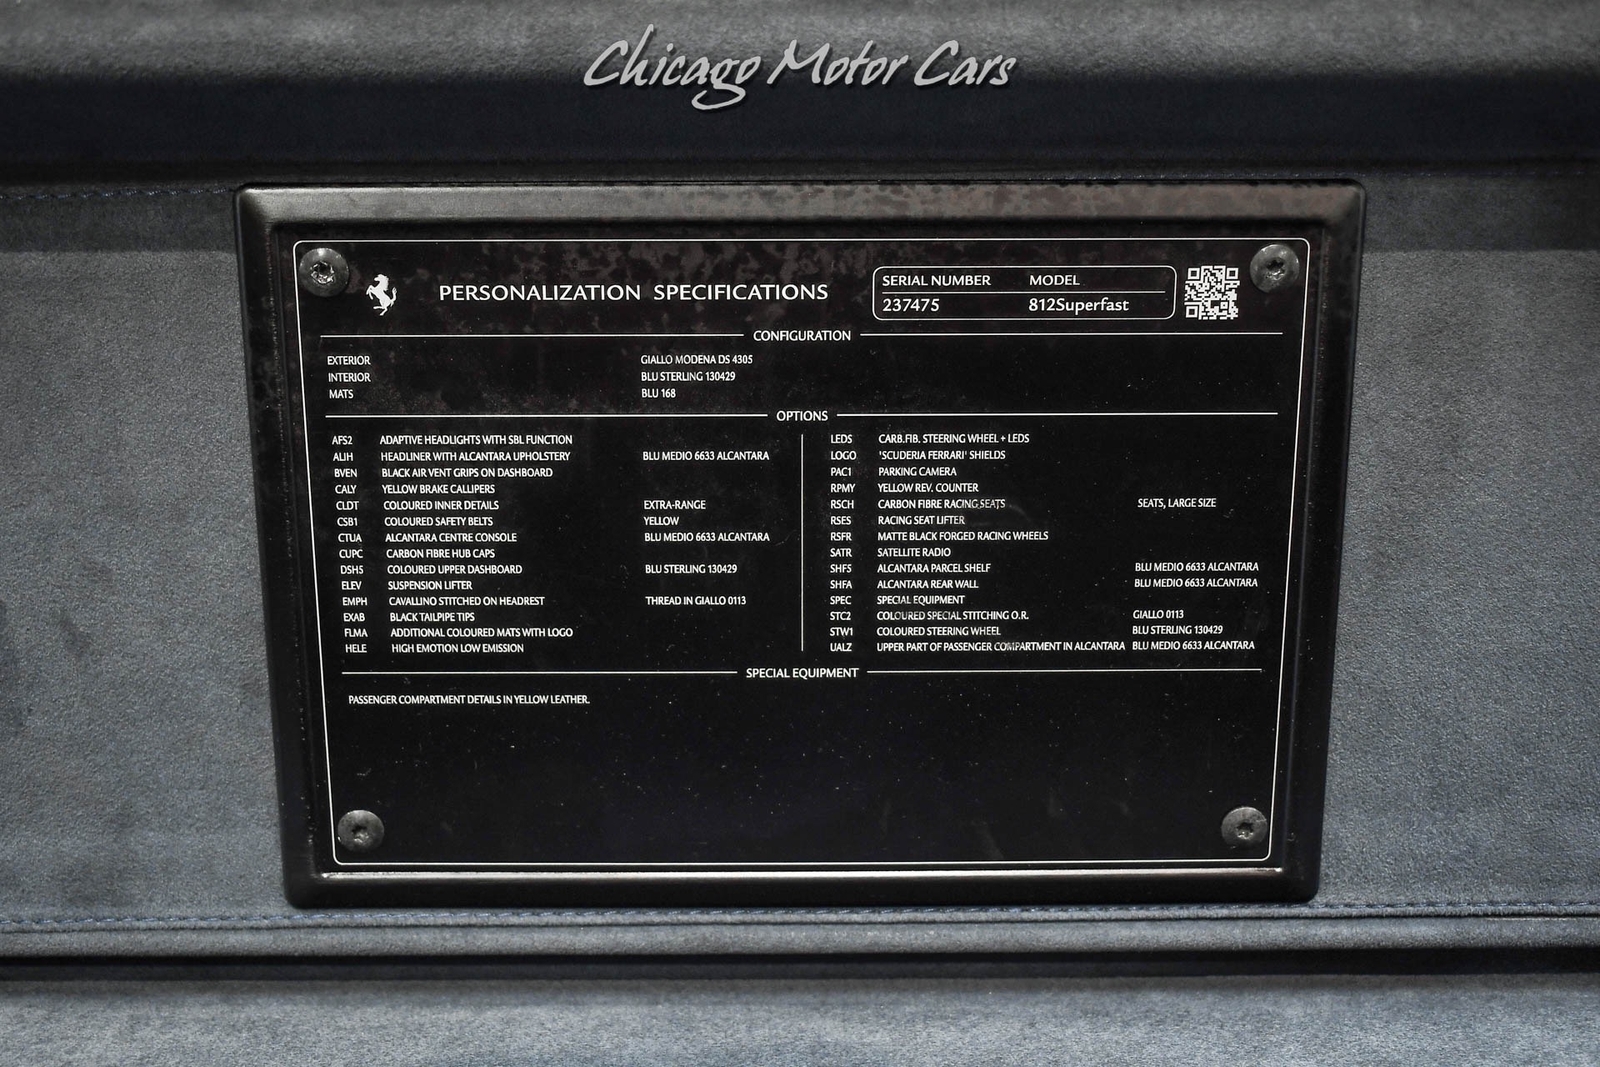 Chicago Motor Cars
PERSONALIZATION SPECIFICATIONS
SERIAL NUMBER MODEL
237475 812Superfast
CONFIGURATION
EXTERIOR GIALLO MODENA DS 4305
INTERIOR BLU STERLING 130429
MATS BLU 168
OPTIONS
AFS2 ADAPTIVE HEADLIGHTS WITH SBL FUNCTION
ALIH HEADLINER WITH ALCANTARA UPHOLSTERY BLU MEDIO 6633 ALCANTARA
BVEN BLACK AIR VENT GRIPS ON DASHBOARD
CALY YELLOW BRAKE CALLIPERS
CLDT COLOURED INNER DETAILS EXTRA-RANGE
CSB1 COLOURED SAFETY BELTS YELLOW
CTUA ALCANTARA CENTRE CONSOLE BLU MEDIO 6633 ALCANTARA
CUPC CARBON FIBRE HUB CAPS
DSH5 COLOURED UPPER DASHBOARD BLU STERLING 130429
ELEV SUSPENSION LIFTER
EMPH CAVALLINO STITCHED ON HEADREST THREAD IN GIALLO 0113
EXAB BLACK TAILPIPE TIPS
FLMA ADDITIONAL COLOURED MATS WITH LOGO
HELE HIGH EMOTION LOW EMISSION
LEDS CARB.FIB. STEERING WHEEL + LEDS
LOGO 'SCUDERIA FERRARI' SHIELDS
PAC1 PARKING CAMERA
RPMY YELLOW REV. COUNTER
RSCH CARBON FIBRE RACING SEATS SEATS, LARGE SIZE
RSES RACING SEAT LIFTER
RSFR MATTE BLACK FORGED RACING WHEELS
SATR SATELLITE RADIO
SHFS ALCANTARA PARCEL SHELF BLU MEDIO 6633 ALCANTARA
SHFA ALCANTARA REAR WALL BLU MEDIO 6633 ALCANTARA
SPEC SPECIAL EQUIPMENT
STC2 COLOURED SPECIAL STITCHING O.R. GIALLO 0113
STW1 COLOURED STEERING WHEEL BLU STERLING 130429
UALZ UPPER PART OF PASSENGER COMPARTMENT IN ALCANTARA BLU MEDIO 6633 ALCANTARA
SPECIAL EQUIPMENT
PASSENGER COMPARTMENT DETAILS IN YELLOW LEATHER.